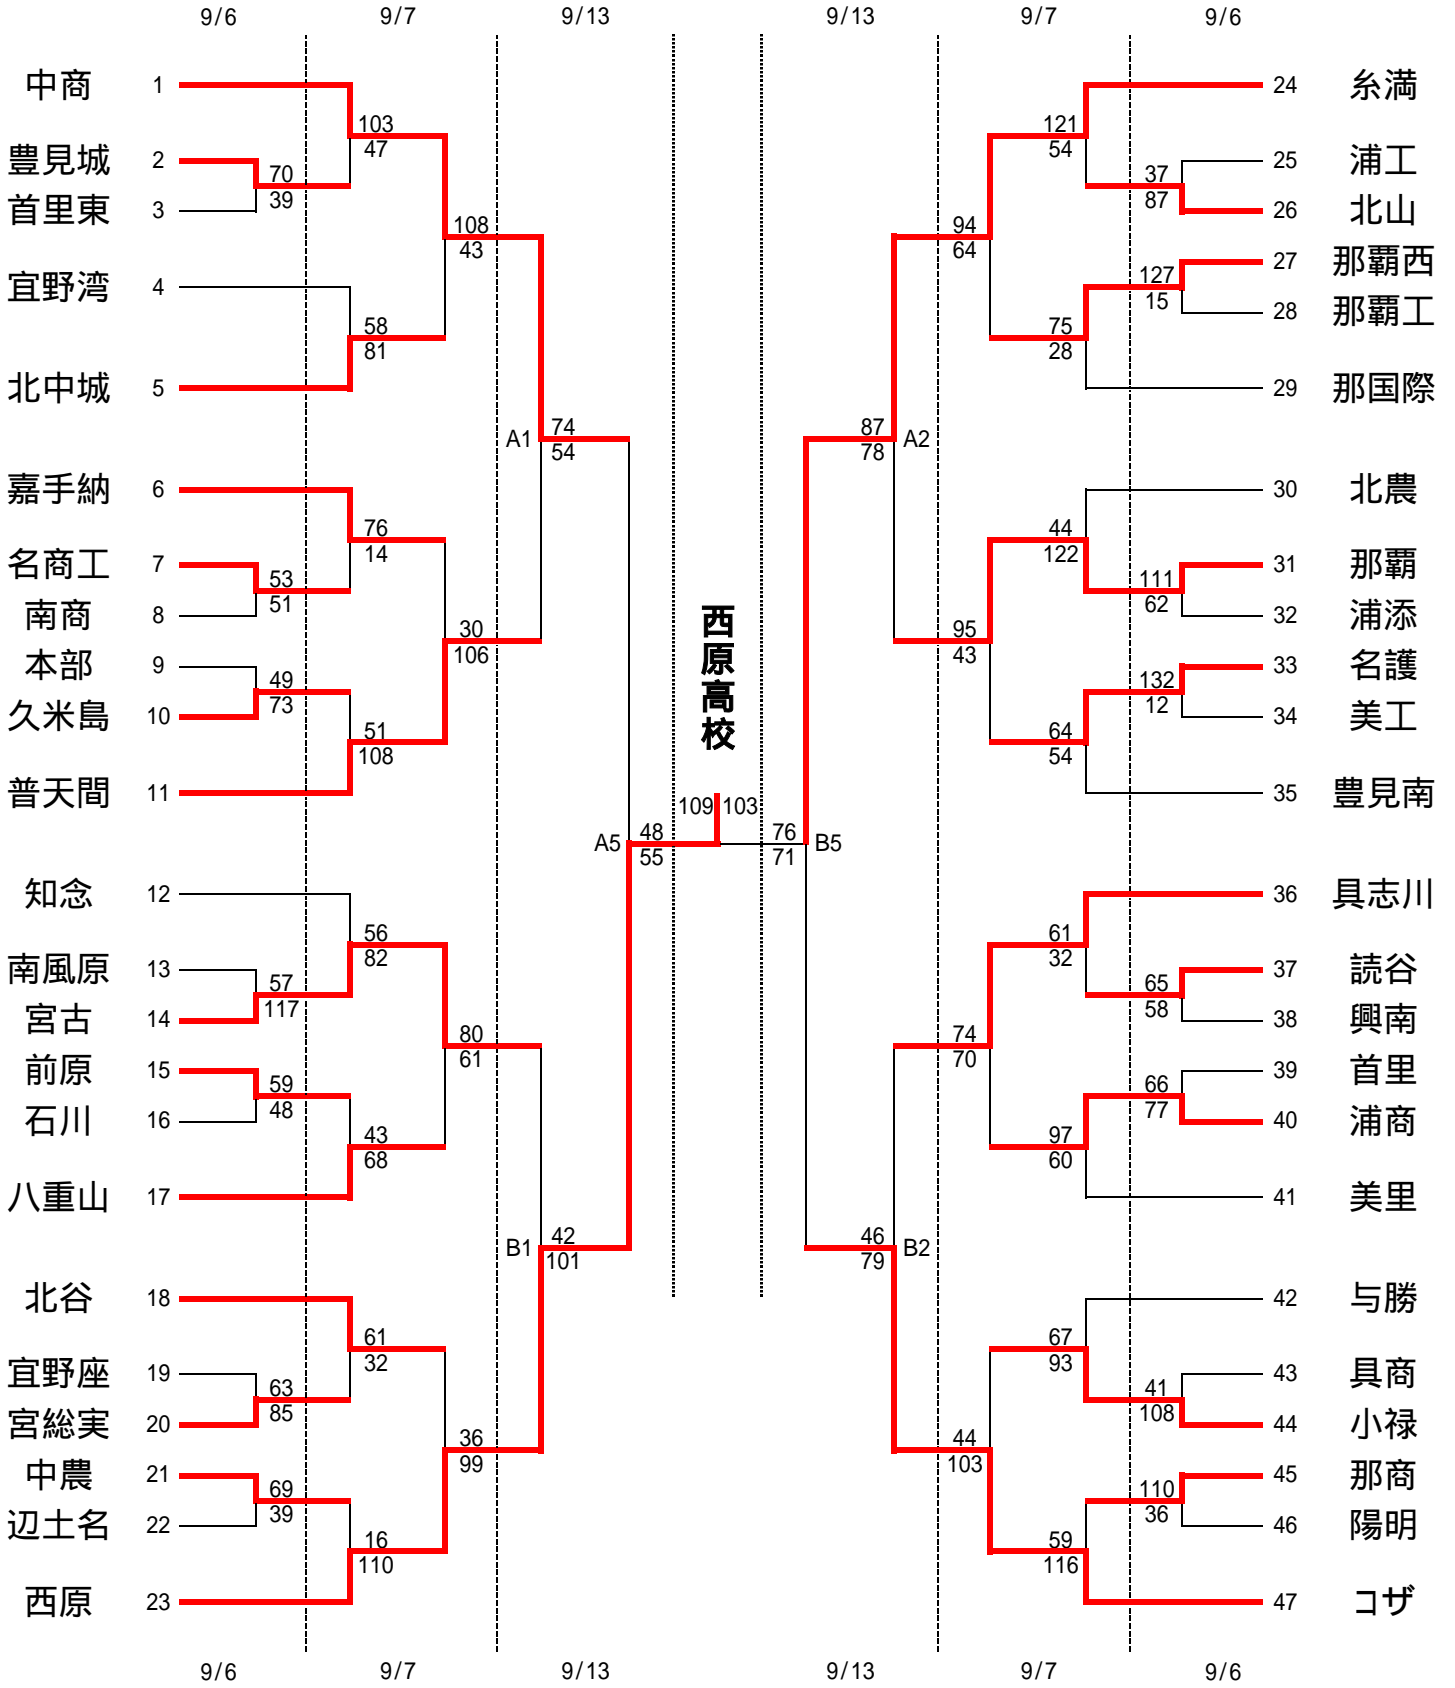 9/6 9/7 9/13 9/13 9/7 9/6
中商 1
豊見城 2
首里東 3
宜野湾 4
北中城 5
嘉手納 6
名商工 7
南商 8
本部 9
久米島 10
普天間 11
知念 12
南風原 13
宮古 14
前原 15
石川 16
八重山 17
北谷 18
宜野座 19
宮総実 20
中農 21
辺土名 22
西原 23
70
39
53
51
49
73
57
117
59
48
63
85
69
39
103
47
58
81
76
14
51
108
56
82
43
68
61
32
16
110
108
43
30
106
80
61
36
99
A1 74
54
B1 42
101
A5 48
55
西原高校
109 103
76 B5
71
87 A2
78
46 B2
79
94
64
95
43
74
70
44
103
121
54
75
28
44
122
64
54
61
32
97
60
67
93
59
116
37
87
127
15
111
62
132
12
65
58
66
77
41
108
110
36
24 糸満
25 浦工
26 北山
27 那覇西
28 那覇工
29 那国際
30 北農
31 那覇
32 浦添
33 名護
34 美工
35 豊見南
36 具志川
37 読谷
38 興南
39 首里
40 浦商
41 美里
42 与勝
43 具商
44 小禄
45 那商
46 陽明
47 コザ
9/6 9/7 9/13 9/13 9/7 9/6